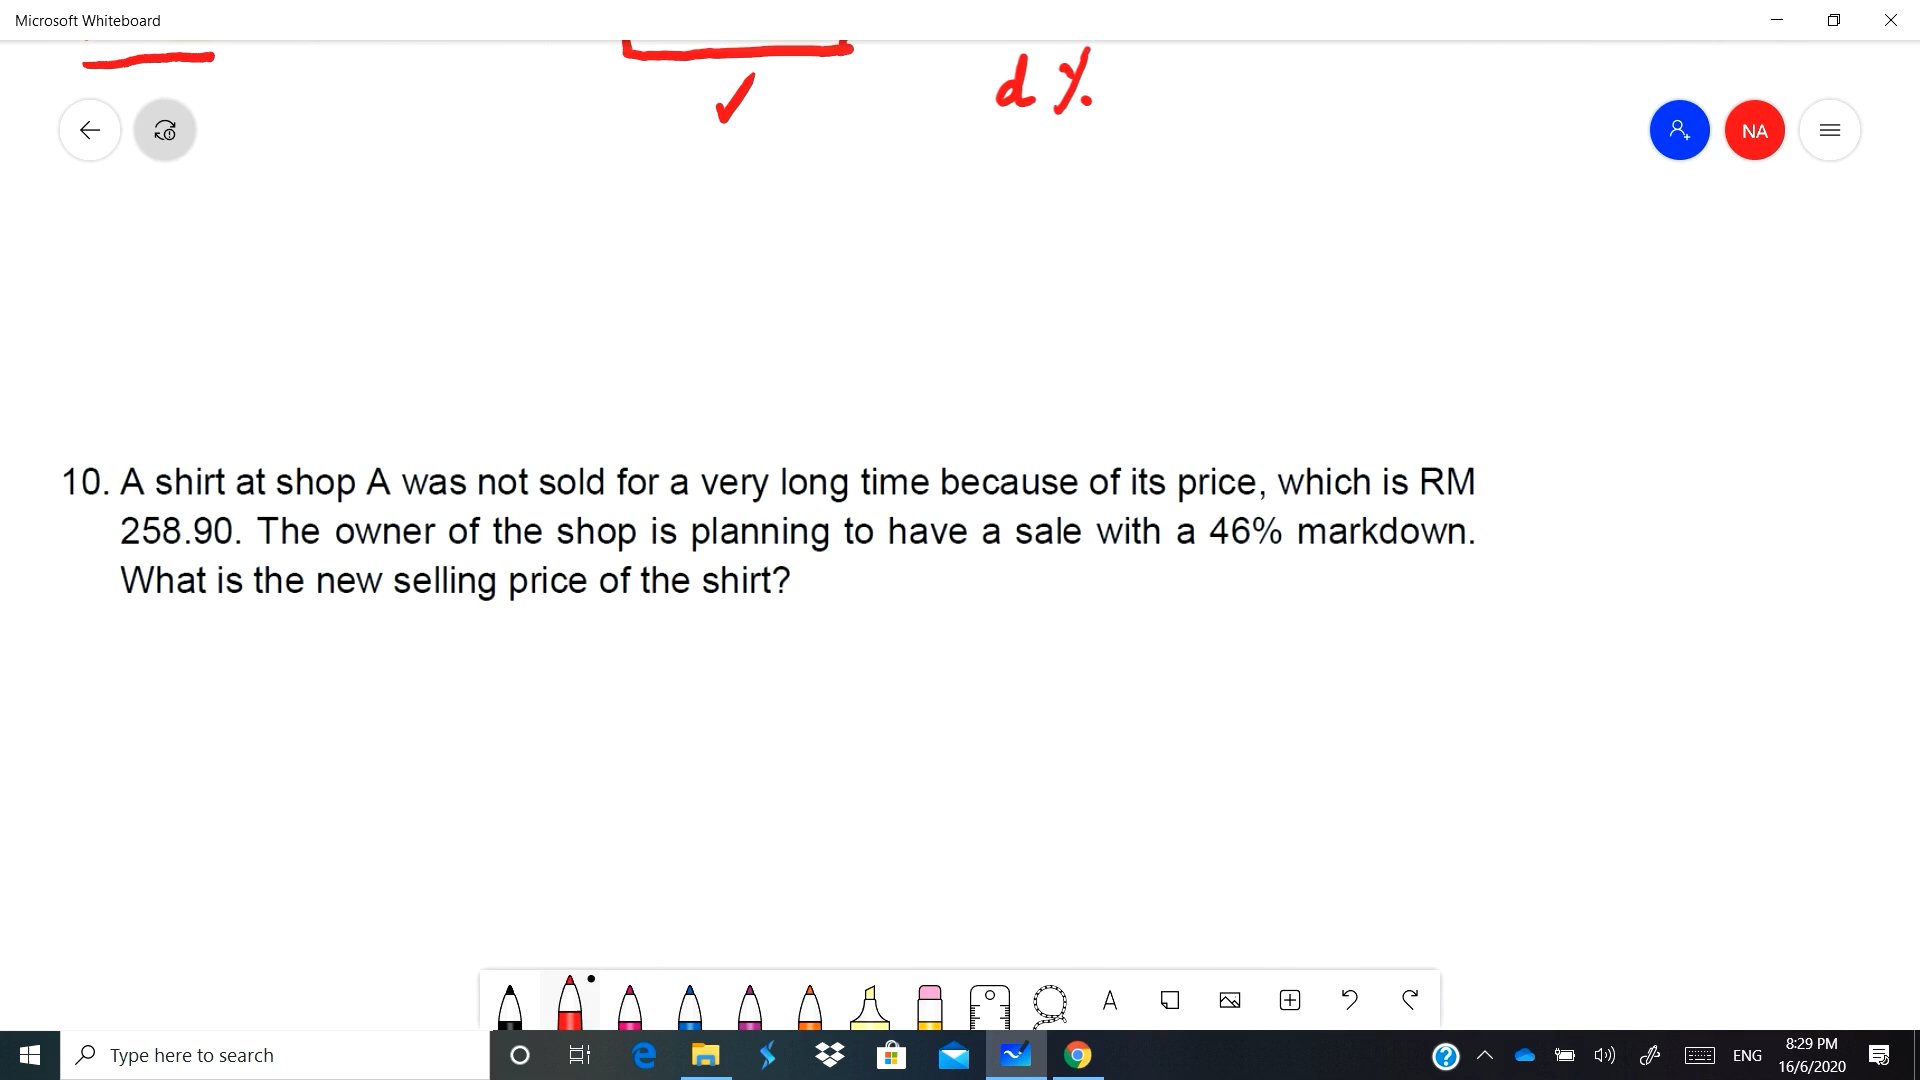 Microsoft Whiteboard
d %
NA
10. A shirt at shop A was not sold for a very long time because of its price, which is RM
258.90. The owner of the shop is planning to have a sale with a 46% markdown.
What is the new selling price of the shirt?
A
Type here to search
ENG
8:29 PM
16/6/2020